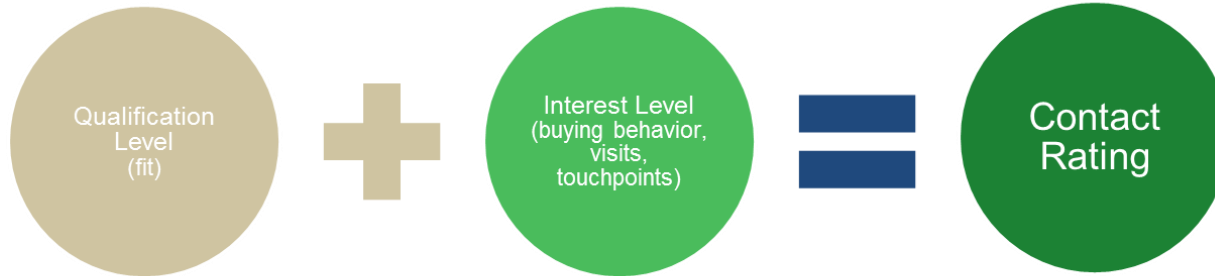 Qualification
Level
(fit)
Interest Level
(buying behavior,
visits,
touchpoints)
Contact
Rating